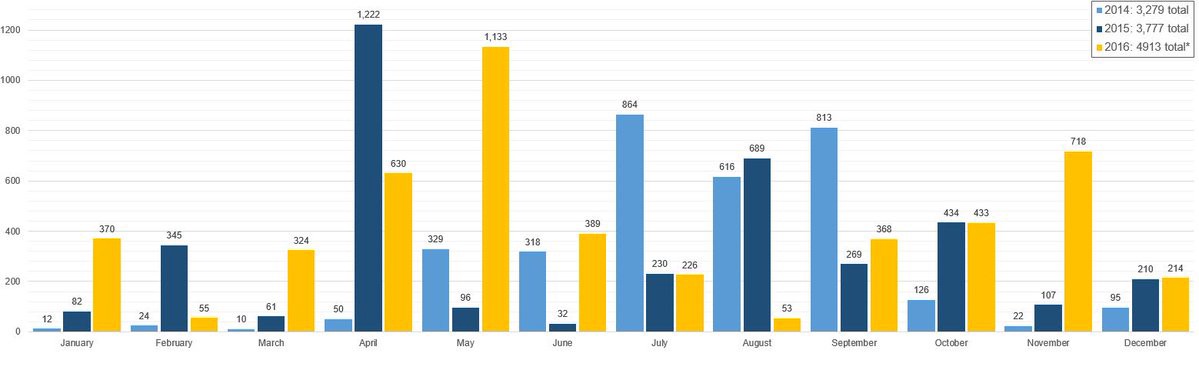 2014: 3,279 total
2015: 3,777 total
2016: 4913 total*
1200
1000
800
600
400
200
0
12 82 370
24 345 55
10 61 324
50 1,222 630
329 96 1,133
318 32 389
864 230 226
616 689 53
813 269 368
126 434 433
22 107 718
95 210 214
January February March April May June July August September October November December